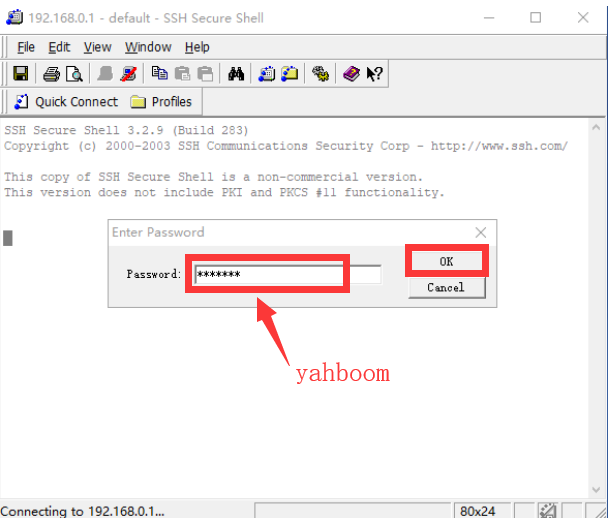 192.168.0.1 - default - SSH Secure Shell
File Edit View Window Help
Quick Connect Profiles
SSH Secure Shell 3.2.9 (Build 283)
Copyright (c) 2000-2003 SSH Communications Security Corp - http://www.ssh.com/
This copy of SSH Secure Shell is a non-commercial version.
This version does not include PKI and PKCS #11 functionality.
Enter Password
OK
Password: *******
Cancel
yahboom
Connecting to 192.168.0.1... 80x24